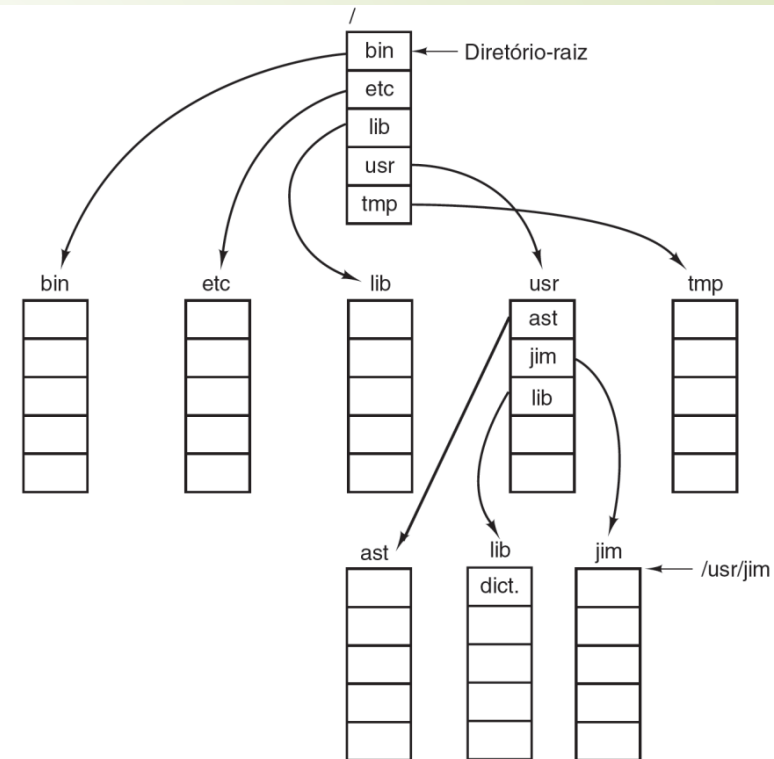 /
bin
Diretório-raiz
etc
lib
usr
tmp
bin
etc
lib
usr
tmp
ast
jim
lib
ast
lib
jim
/usr/jim
dict.